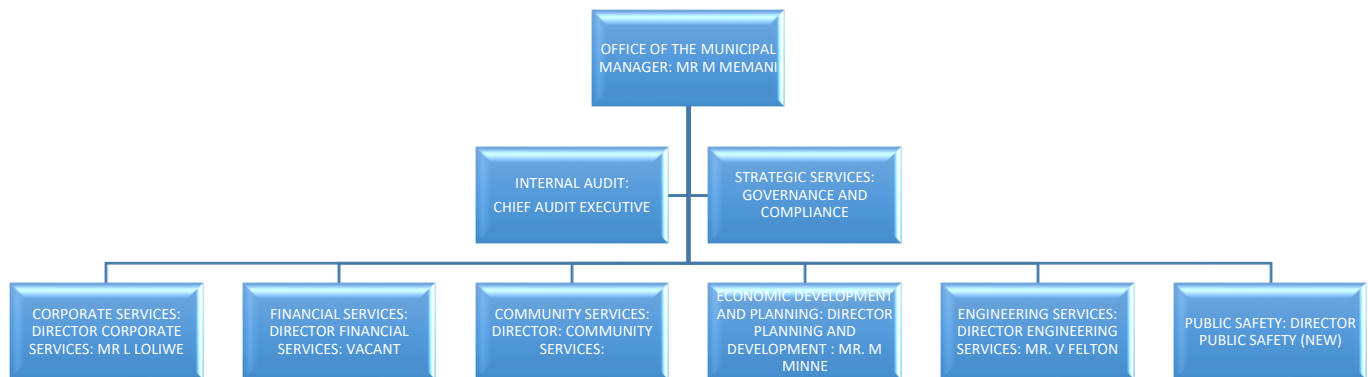 OFFICE OF THE MUNICIPAL
MANAGER: MR M MEMANI
INTERNAL AUDIT:
CHIEF AUDIT EXECUTIVE
STRATEGIC SERVICES:
GOVERNANCE AND
COMPLIANCE
CORPORATE SERVICES:
DIRECTOR CORPORATE
SERVICES: MR L LOLIWE
FINANCIAL SERVICES:
DIRECTOR FINANCIAL
SERVICES: VACANT
COMMUNITY SERVICES:
DIRECTOR: COMMUNITY
SERVICES:
ECONOMIC DEVELOPMENT
AND PLANNING: DIRECTOR
PLANNING AND
DEVELOPMENT : MR. M
MINNE
ENGINEERING SERVICES:
DIRECTOR ENGINEERING
SERVICES: MR. V FELTON
PUBLIC SAFETY: DIRECTOR
PUBLIC SAFETY (NEW)